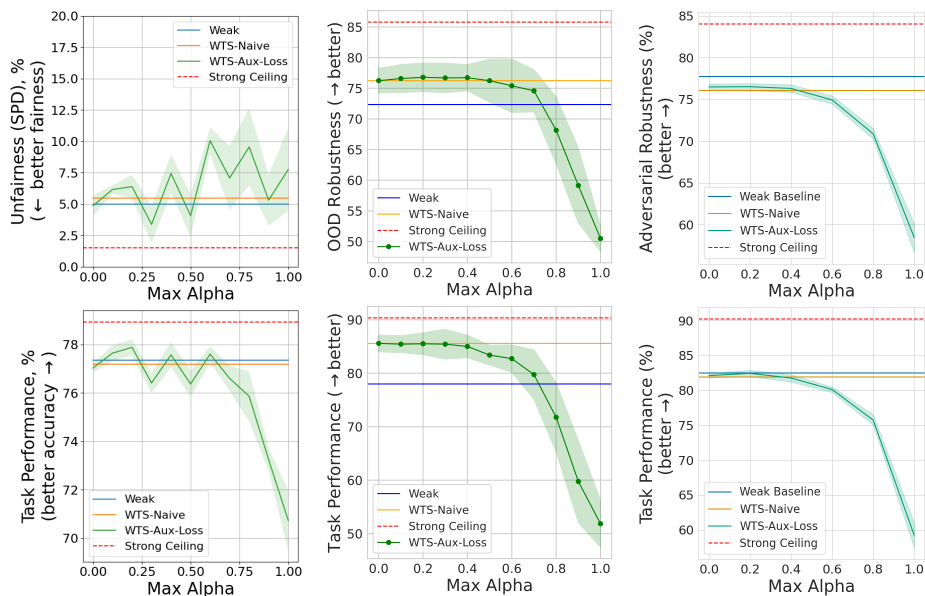 20.0
17.5
15.0
12.5
10.0
7.5
5.0
2.5
0.0
Unfairness (SPD), %
(← better fairness)
Weak
WTS-Naive
WTS-Aux-Loss
Strong Ceiling
0.00 0.25 0.50 0.75 1.00
Max Alpha
85
80
75
70
65
60
55
50
OOD Robustness ( →better)
Weak
WTS-Naive
Strong Ceiling
WTS-Aux-Loss
0.0 0.2 0.4 0.6 0.8 1.0
Max Alpha
85
80
75
70
65
60
Adversarial Robustness (%)
(better →)
Weak Baseline
WTS-Naive
WTS-Aux-Loss
Strong Ceiling
0.0 0.2 0.4 0.6 0.8 1.0
Max Alpha
78
76
74
72
70
Task Performance, %
(better accuracy →)
Weak
WTS-Naive
WTS-Aux-Loss
Strong Ceiling
0.00 0.25 0.50 0.75 1.00
Max Alpha
90
80
70
60
50
Task Performance ( →better)
Weak
WTS-Naive
Strong Ceiling
WTS-Aux-Loss
0.0 0.2 0.4 0.6 0.8 1.0
Max Alpha
90
85
80
75
70
65
60
Task Performance (%)
(better →)
Weak Baseline
WTS-Naive
WTS-Aux-Loss
Strong Ceiling
0.0 0.2 0.4 0.6 0.8 1.0
Max Alpha